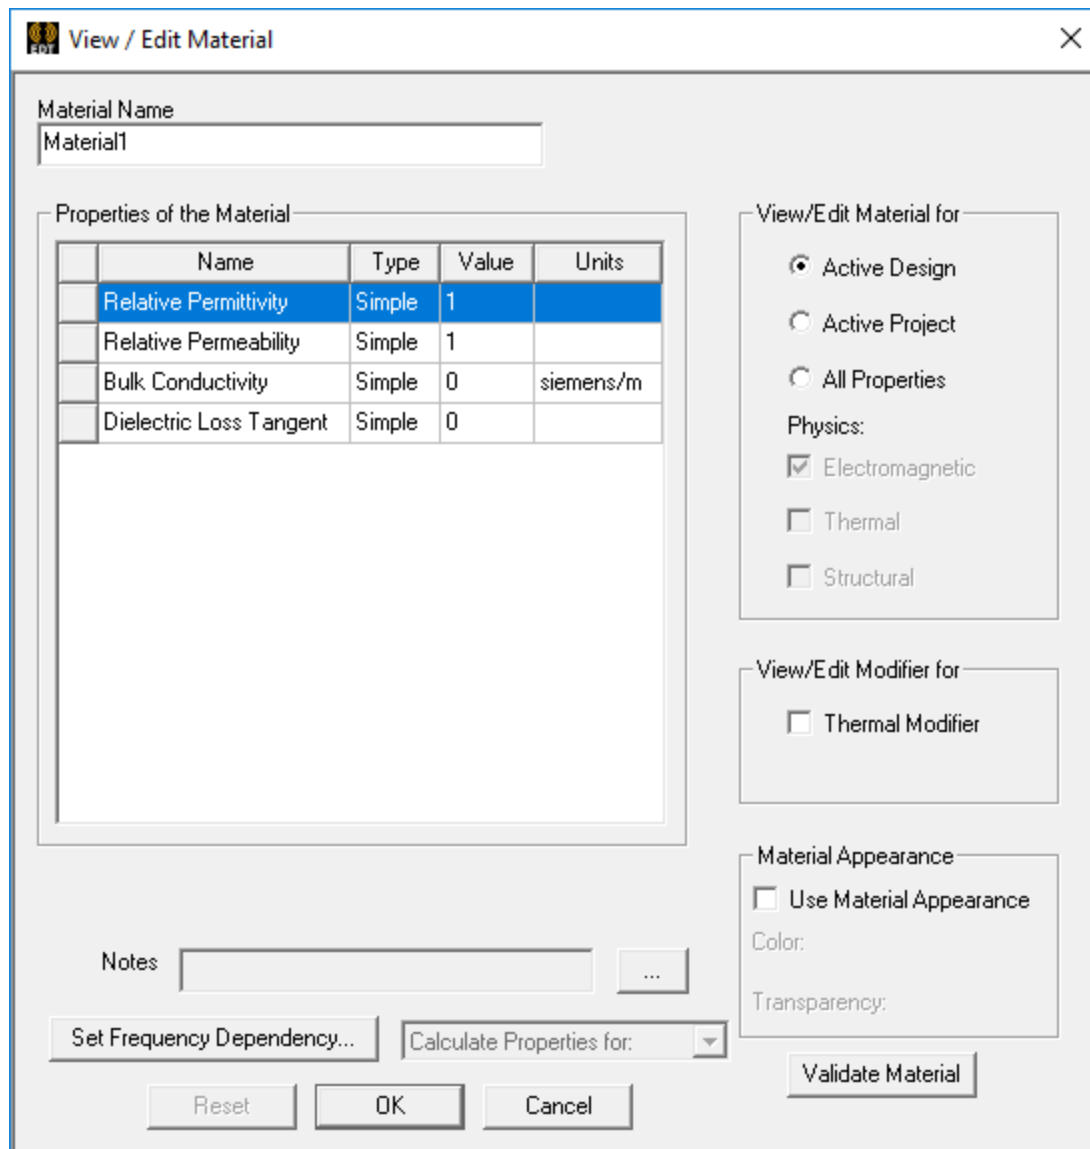 EDT View / Edit Material
Material Name
Material1
Properties of the Material
Name Type Value Units
Relative Permittivity Simple 1
Relative Permeability Simple 1
Bulk Conductivity Simple 0 siemens/m
Dielectric Loss Tangent Simple 0
View/Edit Material for
Active Design
Active Project
All Properties
Physics:
Electromagnetic
Thermal
Structural
View/Edit Modifier for
Thermal Modifier
Material Appearance
Use Material Appearance
Color:
Transparency:
Notes ...
Set Frequency Dependency... Calculate Properties for:
Validate Material
Reset OK Cancel